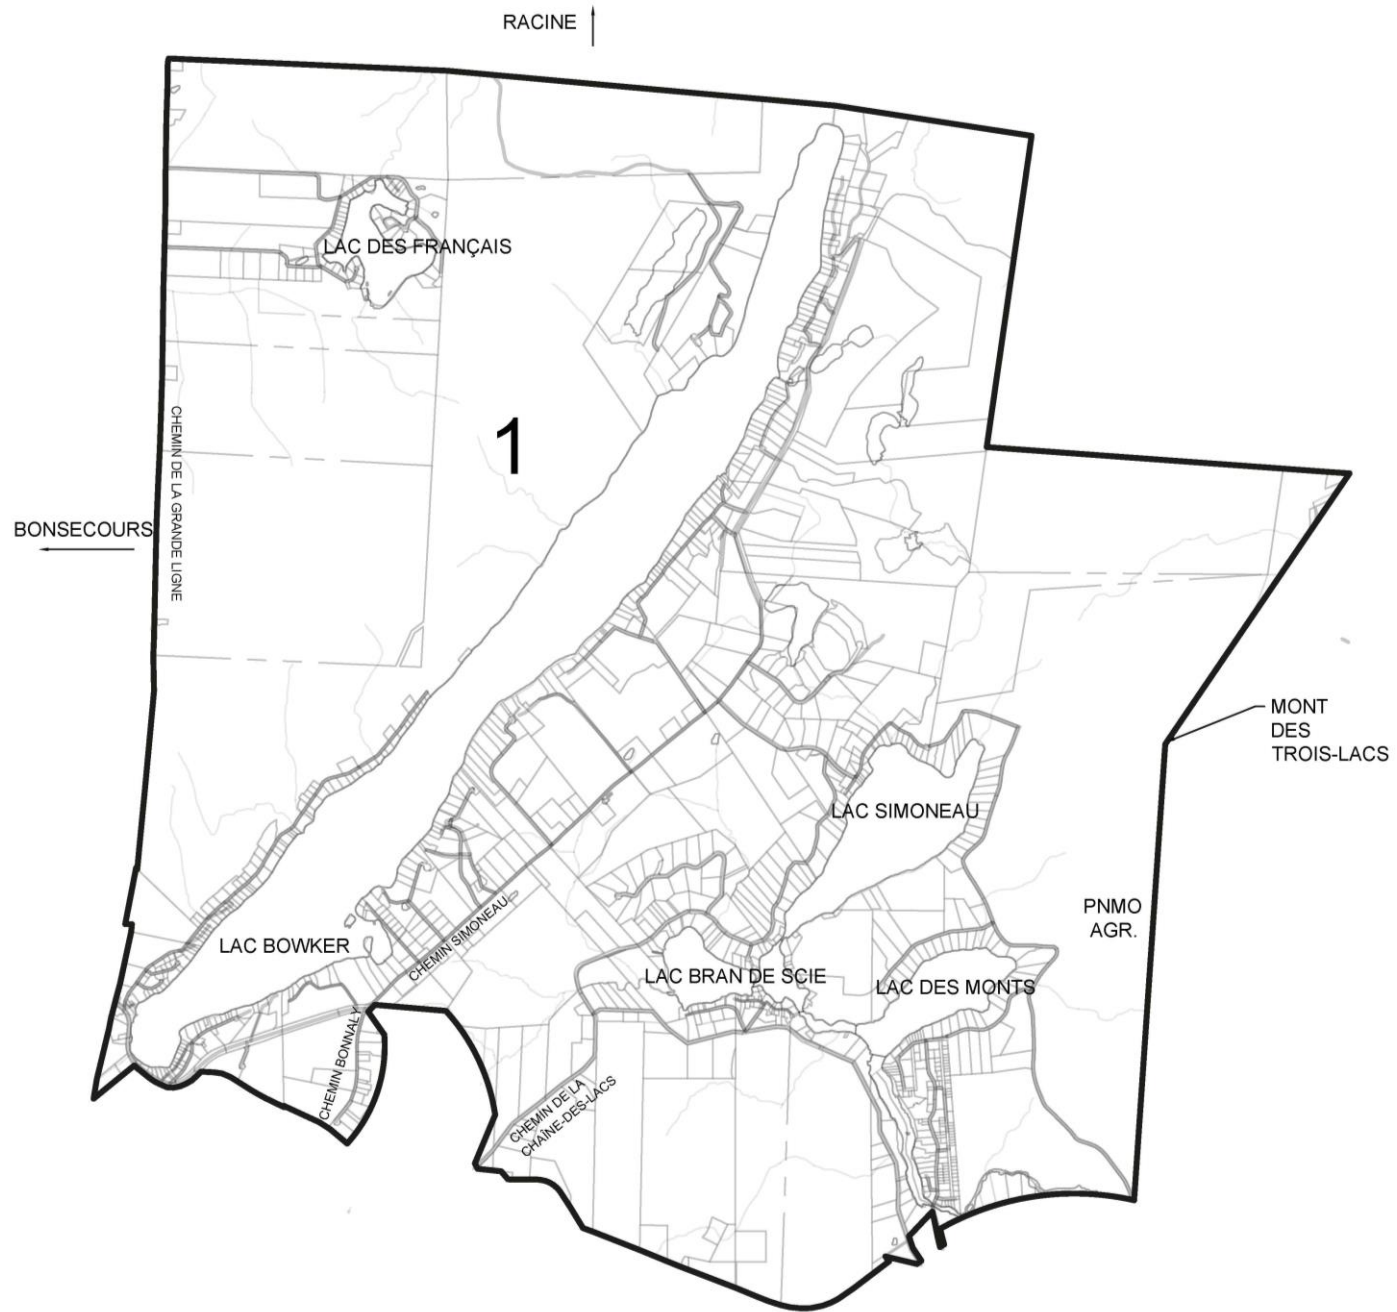 RACINE
LAC DES FRANÇAIS
1
CHEMIN DE LA GRANDE LIGNE
BONSECOURS
MONT
DES
TROIS-LACS
LAC SIMONEAU
PNMO
AGR.
LAC BOWKER
CHEMIN SIMONEAU
LAC BRAN DE SCIE
LAC DES MONTS
CHEMIN BONNALY
CHEMIN DE LA
CHAÎNE-DES-LACS